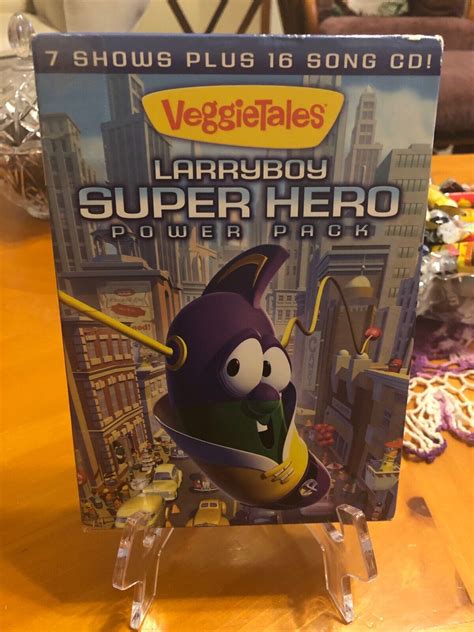 7 SHOWS PLUS 16 SONG CD!
VeggieTales
LARRYBOY
SUPER HERO
POWER PACK